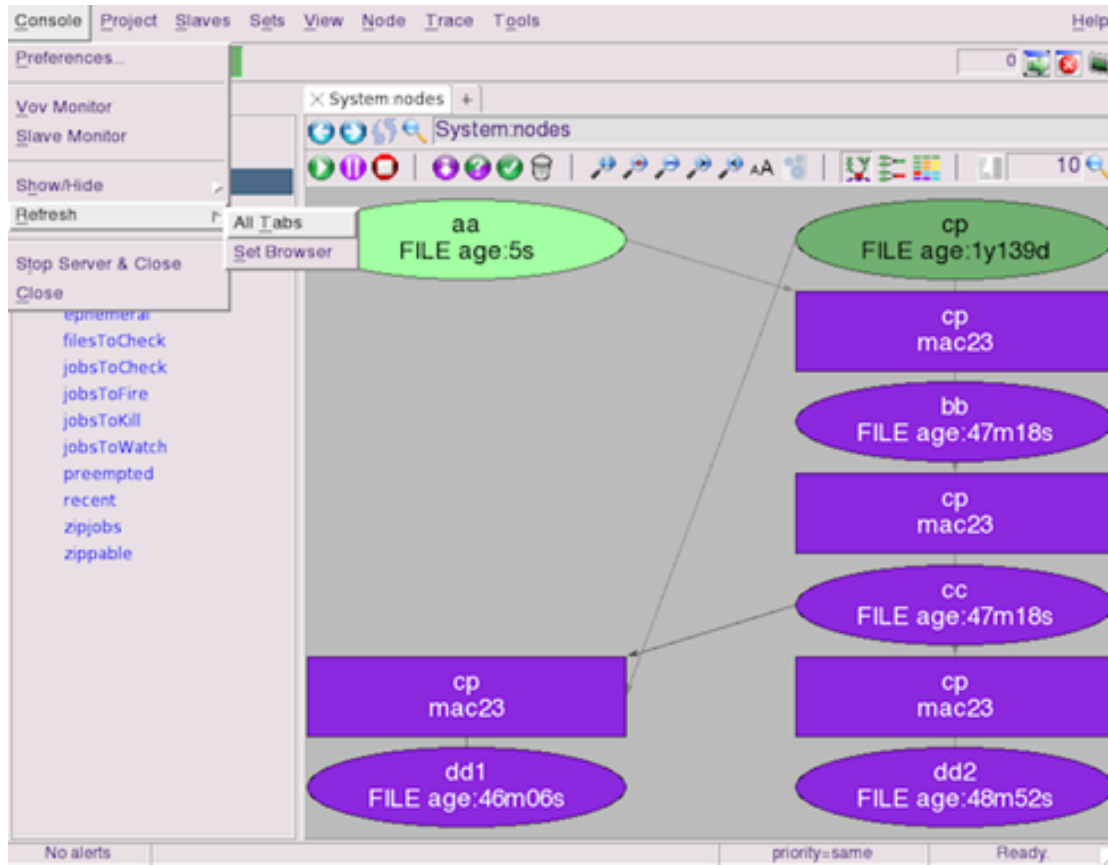 Console Project Slaves Sets View Node Trace Tools Help
Preferences...
0
Vov Monitor
Slave Monitor
Show/Hide
Refresh
All Tabs
Set Browser
Stop Server & Close
Close
ephemeral
filesToCheck
jobsToCheck
jobsToFire
jobsToKill
jobsToWatch
preempted
recent
zipjobs
zippable
System:nodes +
System:nodes
AA 10
aa
FILE age:5s
cp
FILE age:1y139d
cp
mac23
bb
FILE age:47m18s
cp
mac23
cc
FILE age:47m18s
cp
mac23
cp
mac23
dd1
FILE age:46m06s
dd2
FILE age:48m52s
No alerts priority=same Ready.